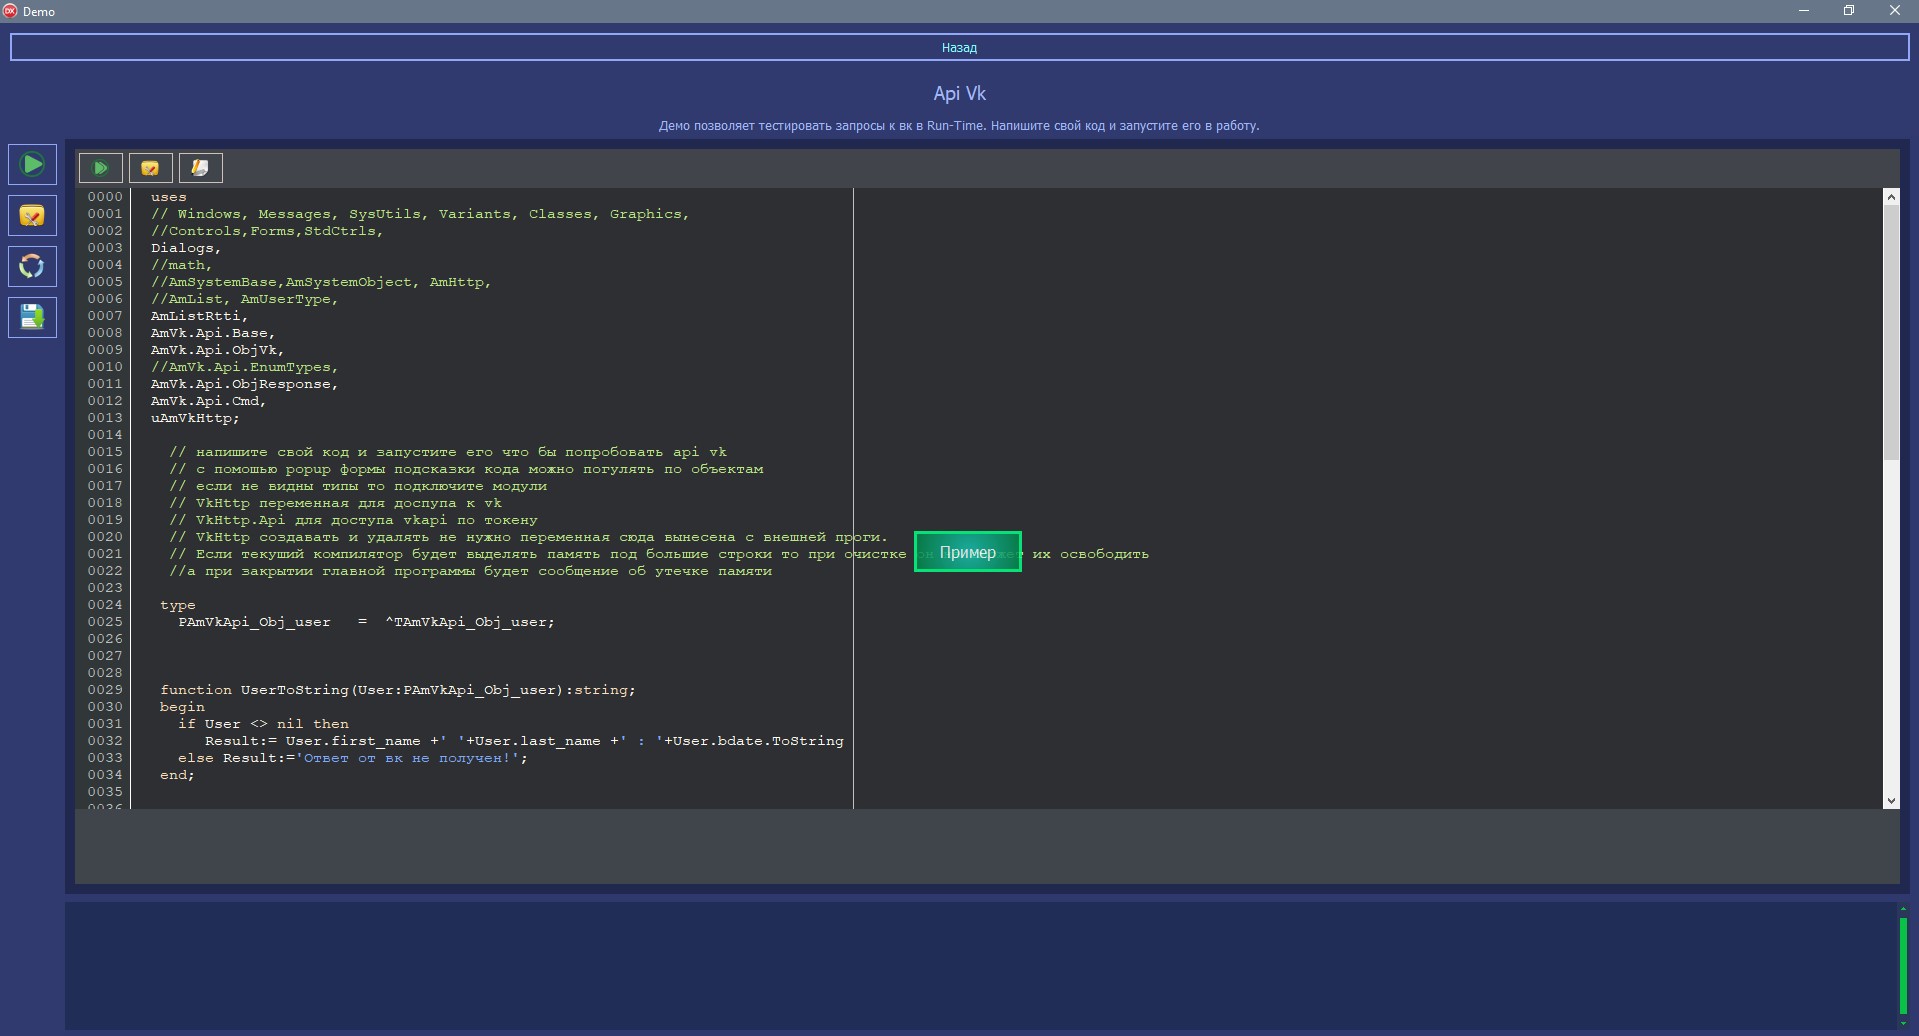 Demo
Назад
Api Vk
Демо позволяет тестировать запросы к вк в Run-Time. Напишите свой код и запустите его в работу.
0000 uses
0001 // Windows, Messages, SysUtils, Variants, Classes, Graphics,
0002 //Controls,Forms,StdCtrls,
0003 Dialogs,
0004 //math,
0005 //AmSystemBase,AmSystemObject, AmHttp,
0006 //AmList, AmUserType,
0007 AmListRtti,
0008 AmVk.Api.Base,
0009 AmVk.Api.ObjVk,
0010 //AmVk.Api.EnumTypes,
0011 AmVk.Api.ObjResponse,
0012 AmVk.Api.Cmd,
0013 uAmVkHttp;
0014
0015 // напишите свой код и запустите его что бы попробовать api vk
0016 // с помошью popup формы подсказки кода можно погулять по объектам
0017 // если не видны типы то подключите модули
0018 // VkHttp переменная для доспупа к vk
0019 // VkHttp.Api для доступа vkapi по токену
0020 // VkHttp создавать и удалять не нужно переменная сюда вынесена с внешней проги.
0021 // Если текуший компилятор будет выделять память под большие строки то при очистке он их освободить
Пример
0022 //а при закрытии главной программы будет сообщение об утечке памяти
0023
0024 type
0025 PAmVkApi_Obj_user = ^TAmVkApi_Obj_user;
0026
0027
0028
0029 function UserToString(User:PAmVkApi_Obj_user):string;
0030 begin
0031 if User <> nil then
0032 Result:= User.first_name +' '+User.last_name +' : '+User.bdate.ToString
0033 else Result:='Ответ от вк не получен!';
0034 end;
0035
0036